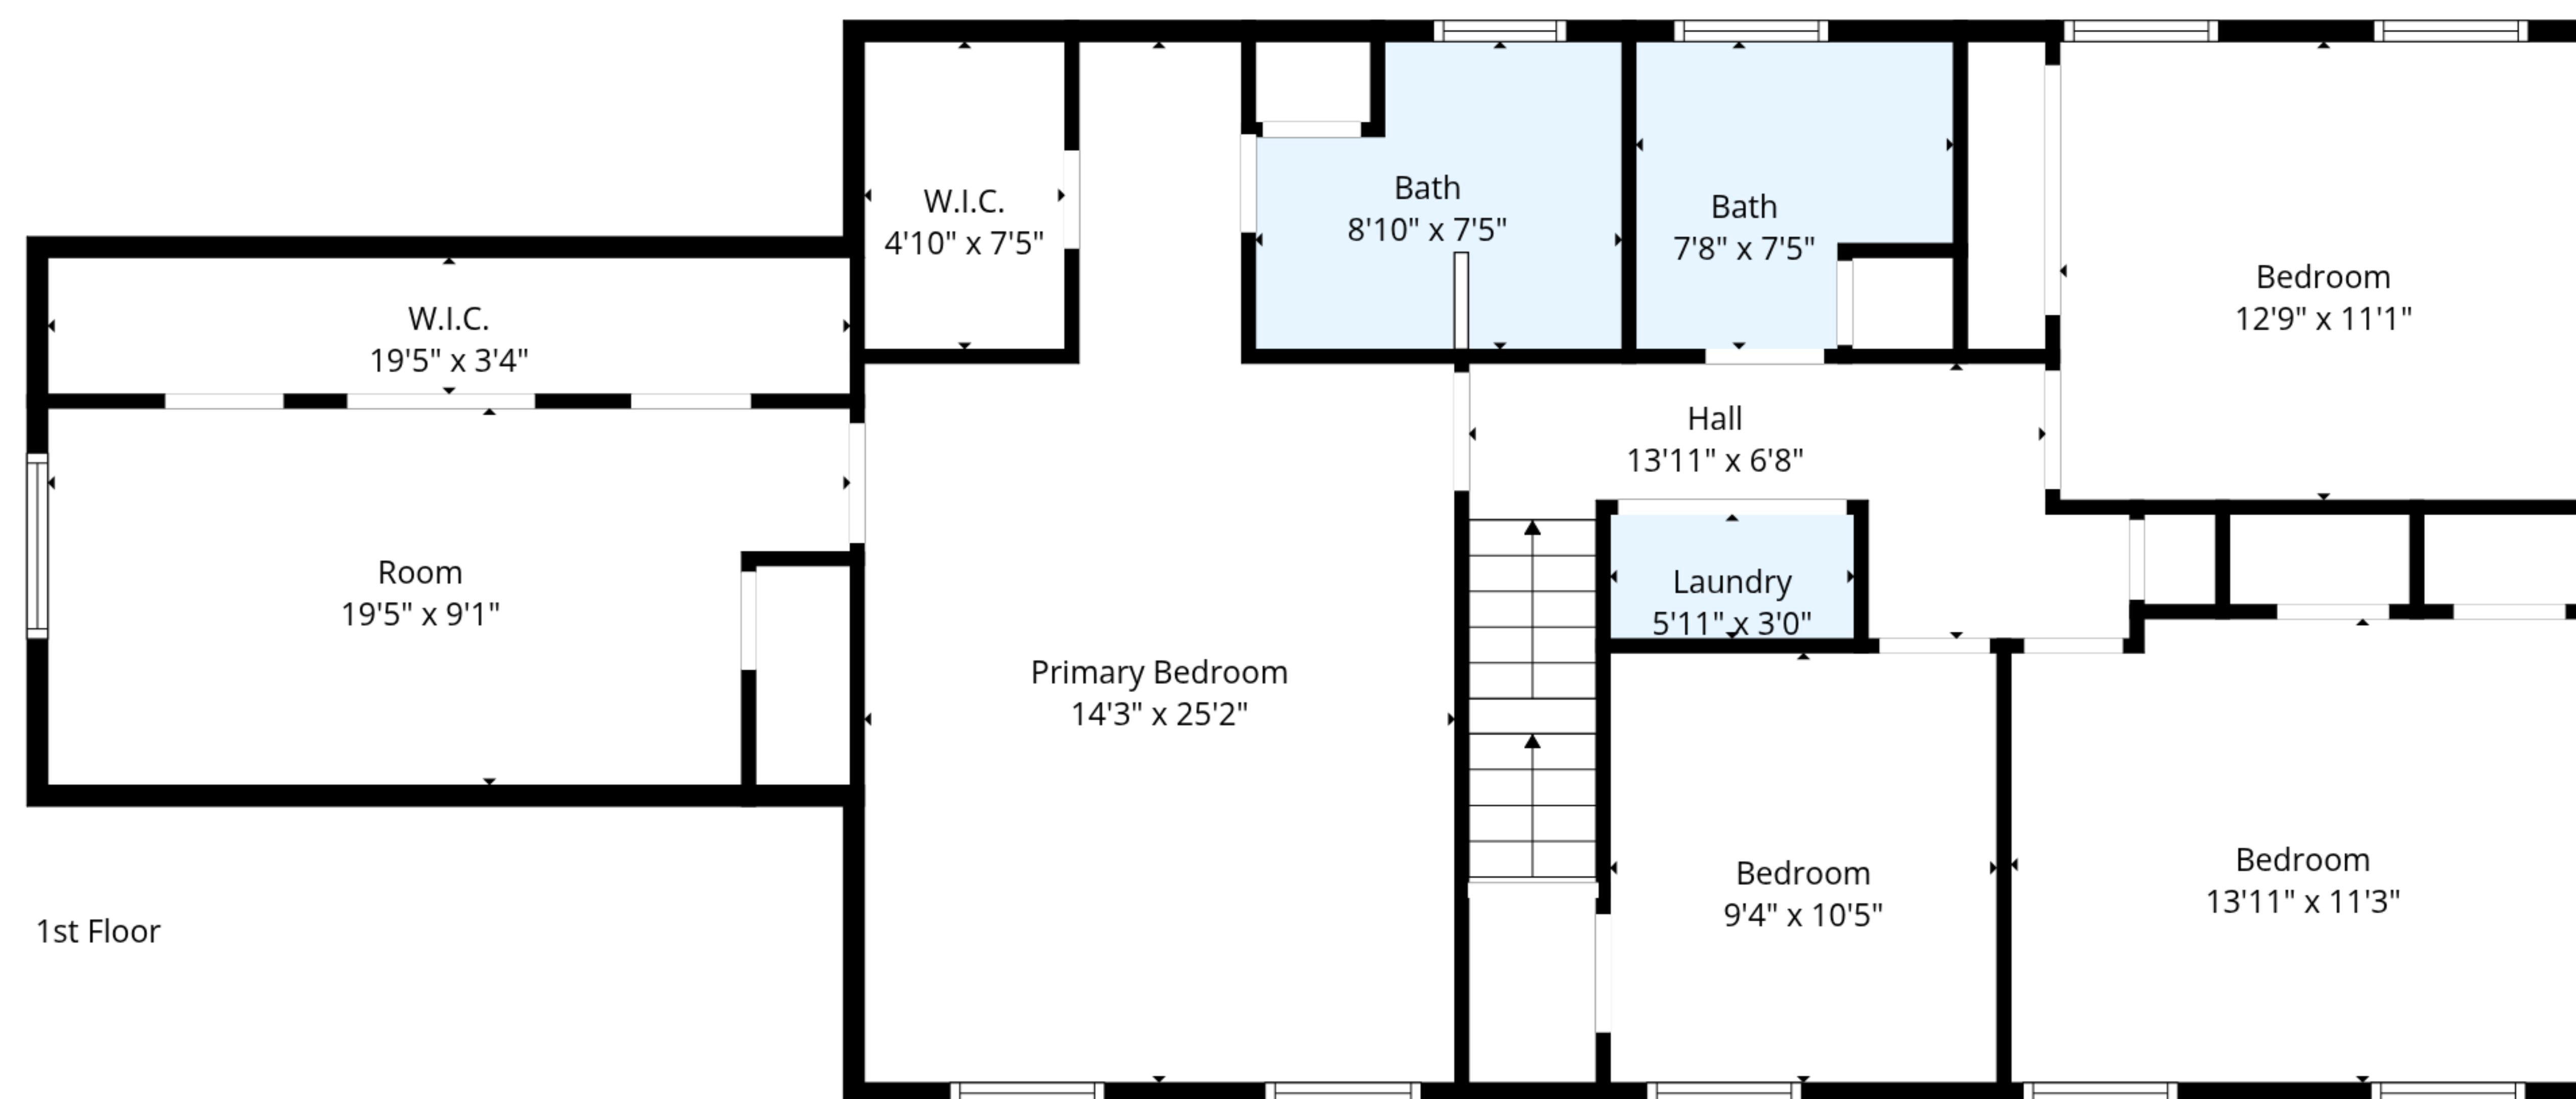 W.I.C.
4'10" x 7'5"
Bath
8'10" x 7'5"
Bath
7'8" x 7'5"
Bedroom
12'9" x 11'1"
W.I.C.
19'5" x 3'4"
Hall
13'11" x 6'8"
Room
19'5" x 9'1"
Laundry
5'11" x 3'0"
Primary Bedroom
14'3" x 25'2"
Bedroom
9'4" x 10'5"
Bedroom
13'11" x 11'3"
1st Floor